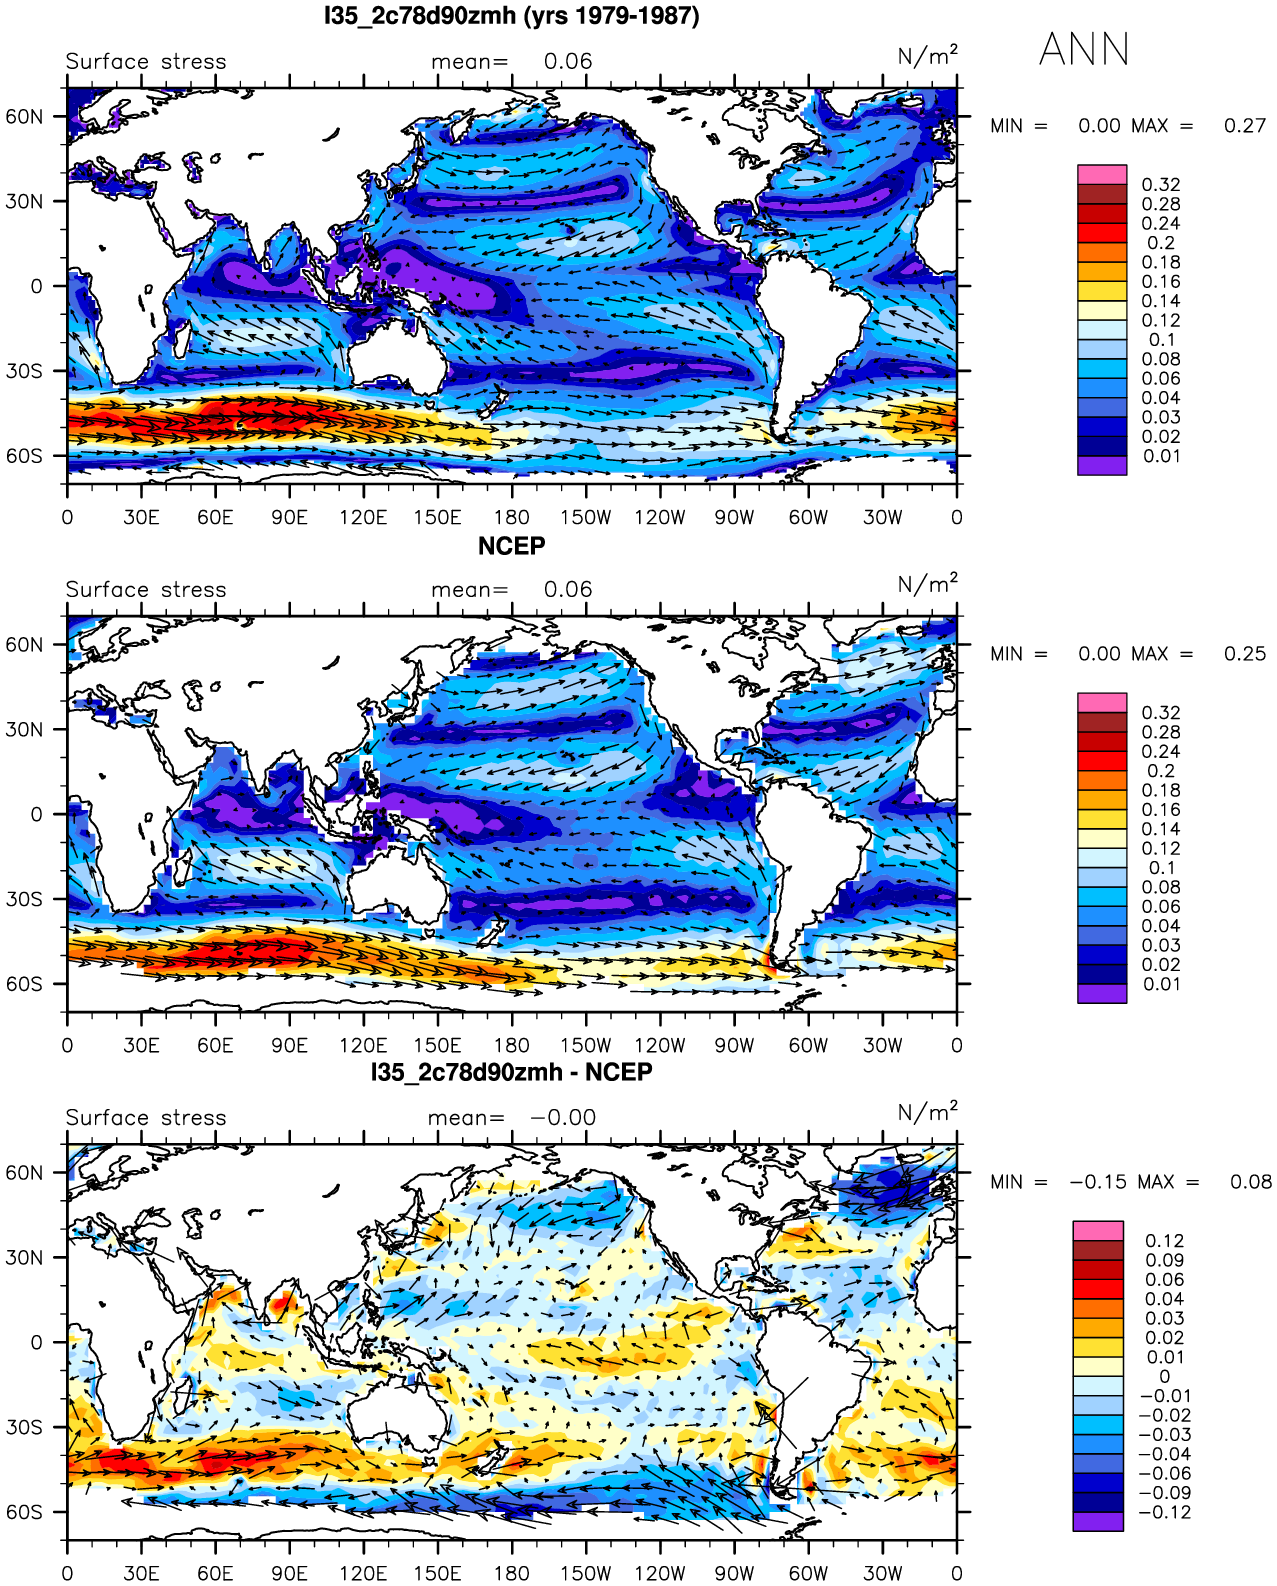 I35_2c78d90zmh (yrs 1979-1987)
Surface stress mean= 0.06 N/m²
ANN
MIN = 0.00 MAX = 0.27
60N
30N
0
30S
60S
0 30E 60E 90E 120E 150E 180 150W 120W 90W 60W 30W 0
0.32
0.28
0.24
0.2
0.18
0.16
0.14
0.12
0.1
0.08
0.06
0.04
0.03
0.02
0.01
NCEP
Surface stress mean= 0.06 N/m²
MIN = 0.00 MAX = 0.25
60N
30N
0
30S
60S
0 30E 60E 90E 120E 150E 180 150W 120W 90W 60W 30W 0
0.32
0.28
0.24
0.2
0.18
0.16
0.14
0.12
0.1
0.08
0.06
0.04
0.03
0.02
0.01
I35_2c78d90zmh - NCEP
Surface stress mean= −0.00 N/m²
MIN = −0.15 MAX = 0.08
60N
30N
0
30S
60S
0 30E 60E 90E 120E 150E 180 150W 120W 90W 60W 30W 0
0.12
0.09
0.06
0.04
0.03
0.02
0.01
0
−0.01
−0.02
−0.03
−0.04
−0.06
−0.09
−0.12